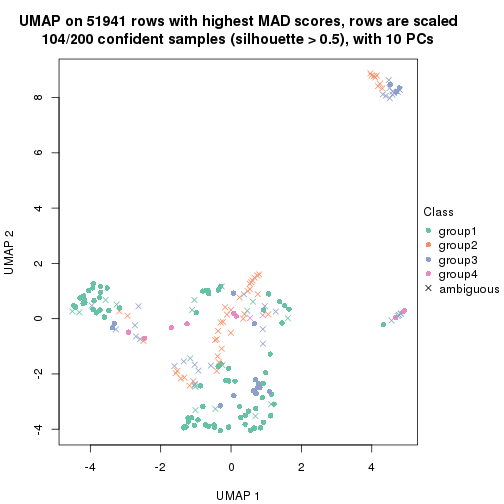 UMAP on 51941 rows with highest MAD scores, rows are scaled
104/200 confident samples (silhouette > 0.5), with 10 PCs
8
6
4
2
0
-2
-4
UMAP 2
-4
-2
0
2
4
UMAP 1
Class
group1
group2
group3
group4
ambiguous